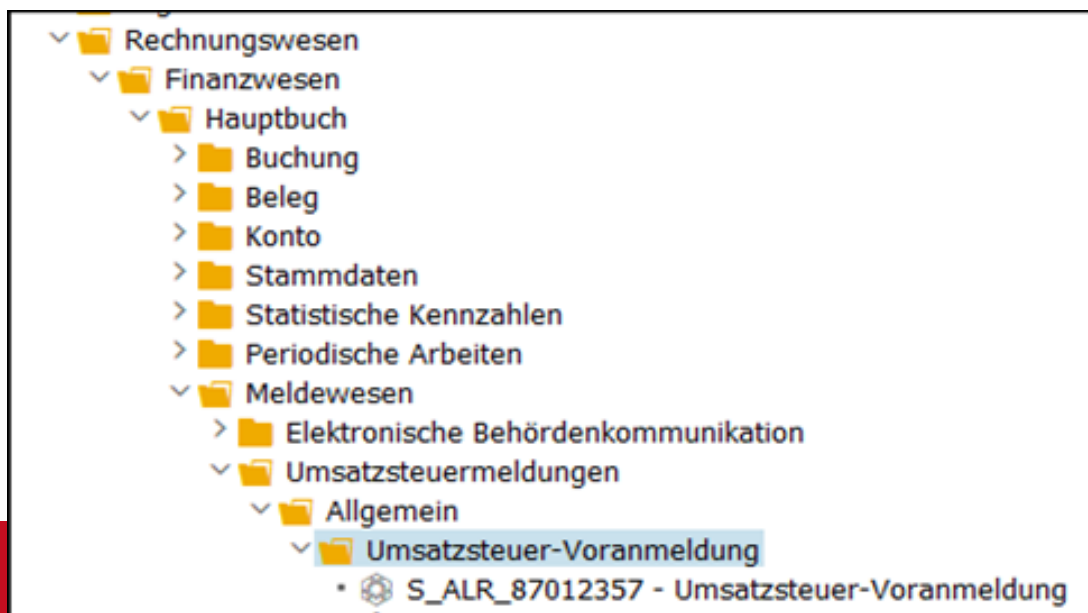 Rechnungswesen
Finanzwesen
Hauptbuch
Buchung
Beleg
Konto
Stammdaten
Statistische Kennzahlen
Periodische Arbeiten
Meldewesen
Elektronische Behördenkommunikation
Umsatzsteuermeldungen
Allgemein
Umsatzsteuer-Voranmeldung
S_ALR_87012357 - Umsatzsteuer-Voranmeldung